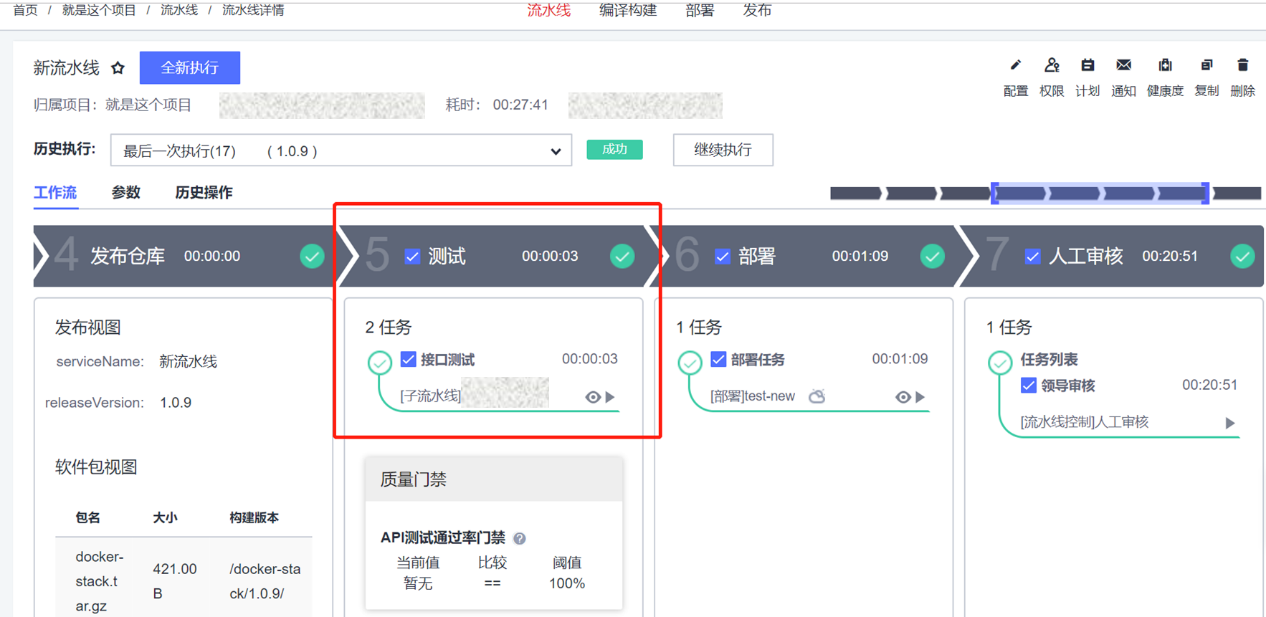 首页 / 就是这个项目 / 流水线 / 流水线详情
流水线 编译构建 部署 发布
新流水线 全新执行
配置 权限 计划 通知 健康度 复制 删除
归属项目: 就是这个项目 耗时: 00:27:41
历史执行: 最后一次执行(17) ( 1.0.9 ) 成功 继续执行
工作流 参数 历史操作
4 发布仓库 00:00:00
5 测试 00:00:03
6 部署 00:01:09
7 人工审核 00:20:51
发布视图
serviceName: 新流水线
releaseVersion: 1.0.9
软件包视图
包名 大小 构建版本
docker-stack.tar.gz 421.00 B /docker-stack/1.0.9/
2 任务
接口测试 00:00:03
[子流水线]
质量门禁
API测试通过率门禁 ?
当前值 比较 阈值
暂无 == 100%
1 任务
部署任务 00:01:09
[部署]test-new
1 任务
任务列表
领导审核 00:20:51
[流水线控制]人工审核